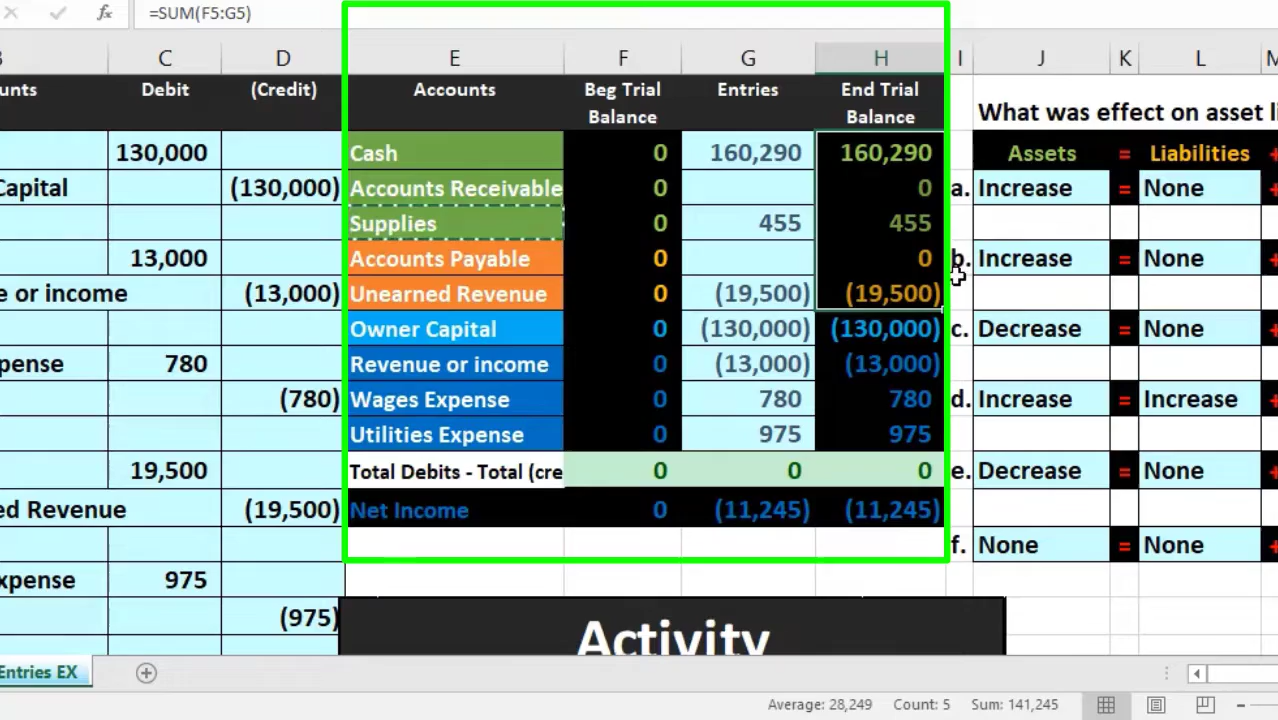 =SUM(F5:G5)
B C D E F G H I J K L M
unts Debit (Credit) Accounts Beg Trial Balance Entries End Trial Balance What was effect on asset li
130,000 Cash 0 160,290 160,290 Assets = Liabilities +
Capital (130,000) Accounts Receivable 0 0 a. Increase = None +
Supplies 0 455 455
13,000 Accounts Payable 0 0 b. Increase = None +
e or income (13,000) Unearned Revenue 0 (19,500) (19,500)
Owner Capital 0 (130,000) (130,000) c. Decrease = None +
pense 780 Revenue or income 0 (13,000) (13,000)
(780) Wages Expense 0 780 780 d. Increase = Increase +
Utilities Expense 0 975 975
19,500 Total Debits - Total (cre 0 0 0 e. Decrease = None +
ed Revenue (19,500) Net Income 0 (11,245) (11,245)
f. None = None +
xpense 975
(975)
Activity
Entries EX
Average: 28,249 Count: 5 Sum: 141,245